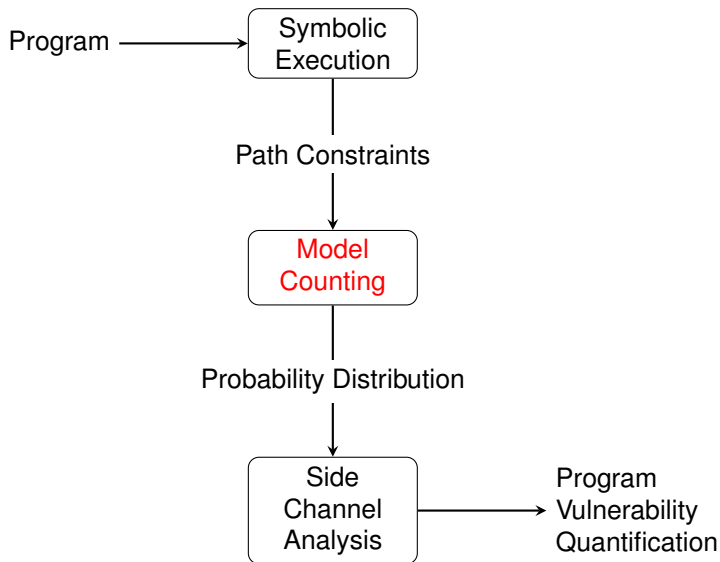 Program
Symbolic
Execution
Path Constraints
Model
Counting
Probability Distribution
Side
Channel
Analysis
Program
Vulnerability
Quantification